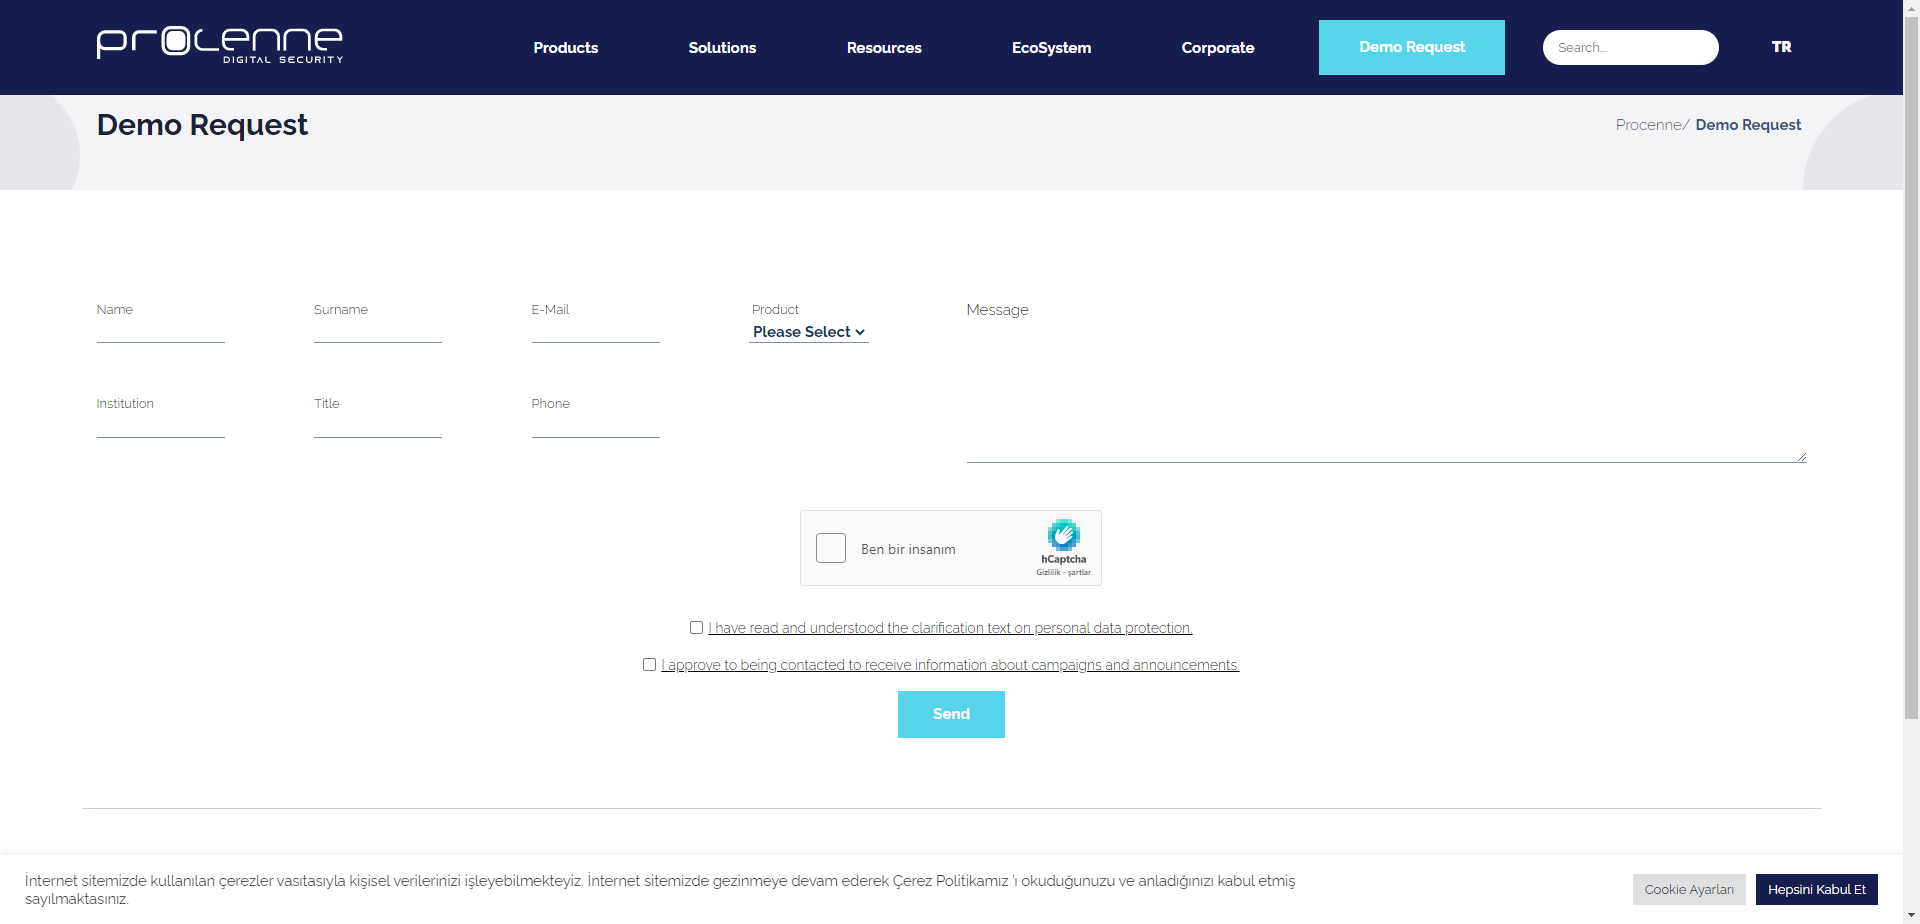 procenne
DIGITAL SECURITY
Products
Solutions
Resources
EcoSystem
Corporate
Demo Request
Search...
TR
Demo Request
Procenne/ Demo Request
Name
Surname
E-Mail
Product
Message
Please Select
Institution
Title
Phone
Ben bir insanım
hCaptcha
Gizlilik - şartlar
I have read and understood the clarification text on personal data protection.
I approve to being contacted to receive information about campaigns and announcements.
Send
İnternet sitemizde kullanılan çerezler vasıtasıyla kişisel verilerinizi işleyebilmekteyiz. İnternet sitemizde gezinmeye devam ederek Çerez Politikamız 'ı okuduğunuzu ve anladığınızı kabul etmiş
sayılmaktasınız.
Cookie Ayarları
Hepsini Kabul Et